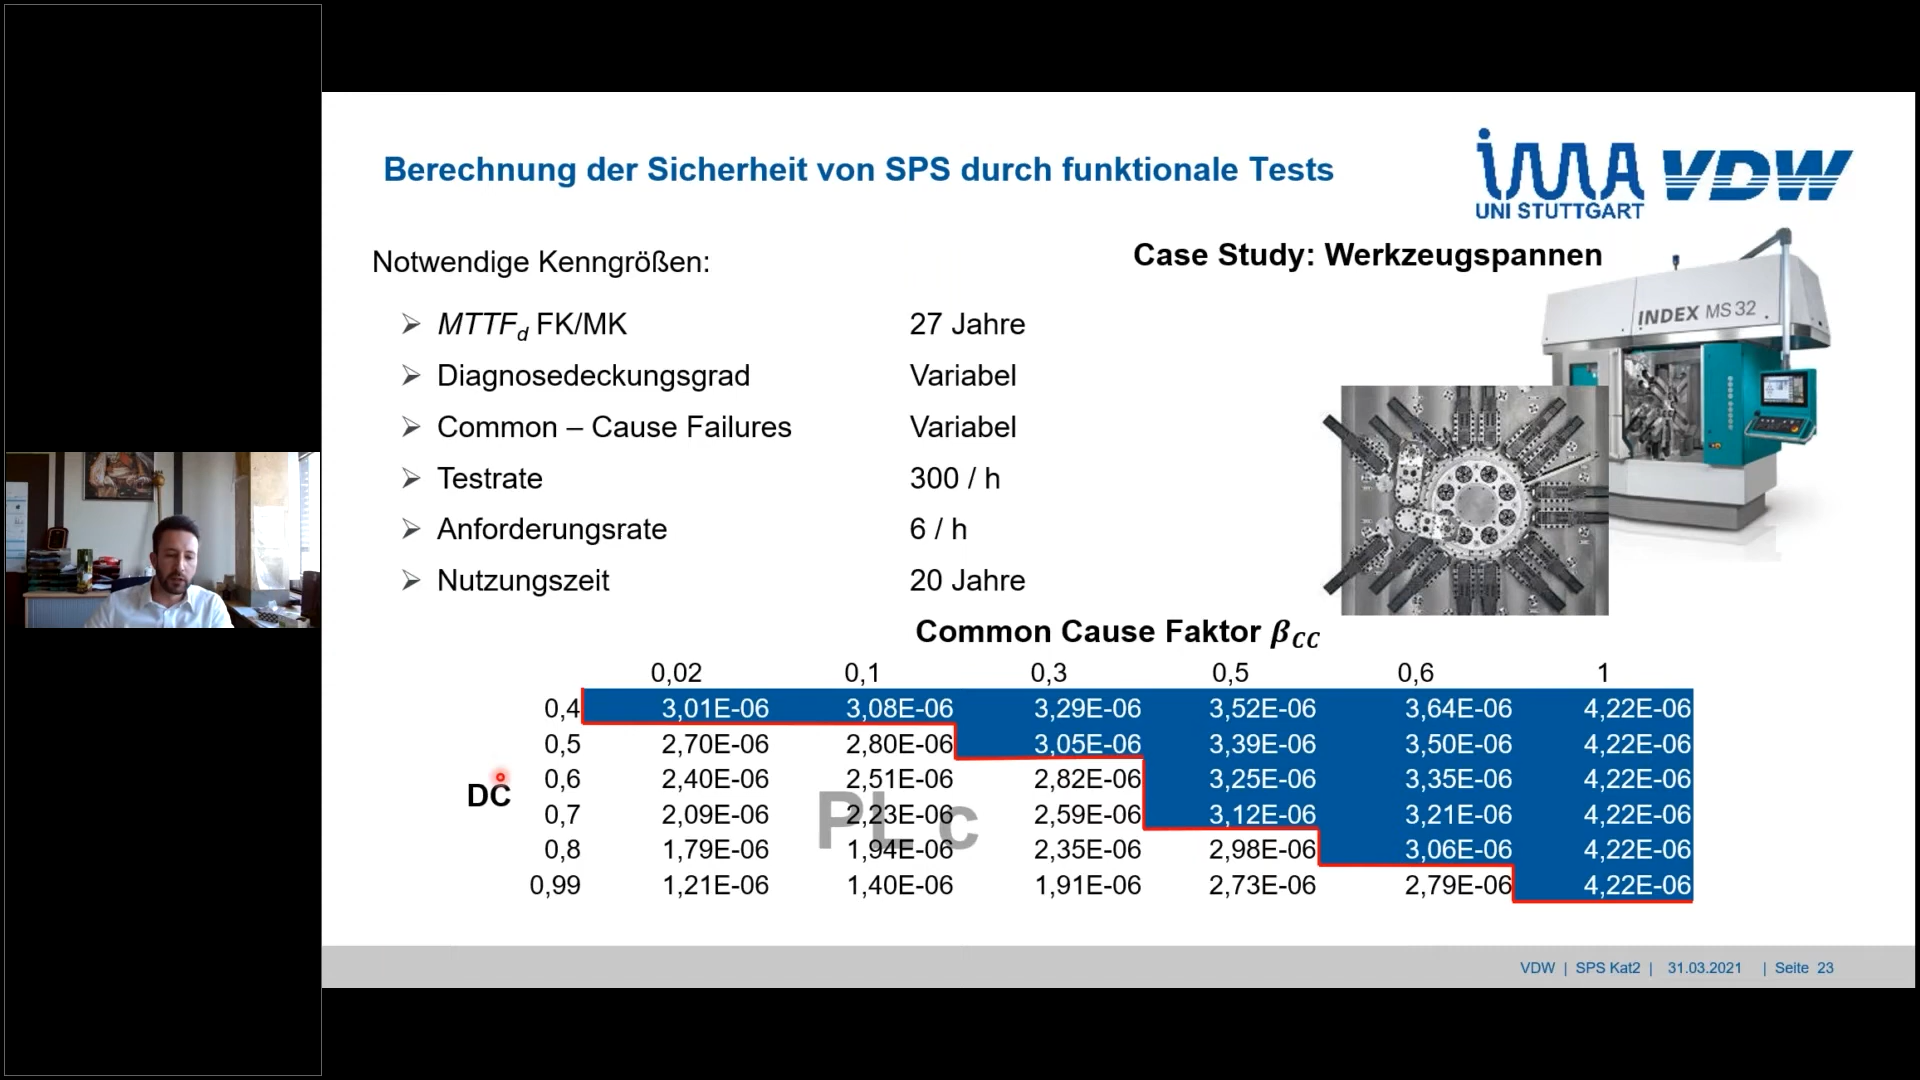 Berechnung der Sicherheit von SPS durch funktionale Tests
IMA
UNI STUTTGART
VDW
Notwendige Kenngrößen:
Case Study: Werkzeugspannen
INDEX MS 32
MTTFd FK/MK 27 Jahre
Diagnosedeckungsgrad Variabel
Common – Cause Failures Variabel
Testrate 300 / h
Anforderungsrate 6 / h
Nutzungszeit 20 Jahre
Common Cause Faktor βCC
0,02 0,1 0,3 0,5 0,6 1
0,4 3,01E-06 3,08E-06 3,29E-06 3,52E-06 3,64E-06 4,22E-06
0,5 2,70E-06 2,80E-06 3,05E-06 3,39E-06 3,50E-06 4,22E-06
0,6 2,40E-06 2,51E-06 2,82E-06 3,25E-06 3,35E-06 4,22E-06
DC
0,7 2,09E-06 2,23E-06 2,59E-06 3,12E-06 3,21E-06 4,22E-06
PL c
0,8 1,79E-06 1,94E-06 2,35E-06 2,98E-06 3,06E-06 4,22E-06
0,99 1,21E-06 1,40E-06 1,91E-06 2,73E-06 2,79E-06 4,22E-06
VDW | SPS Kat2 | 31.03.2021 | Seite 23